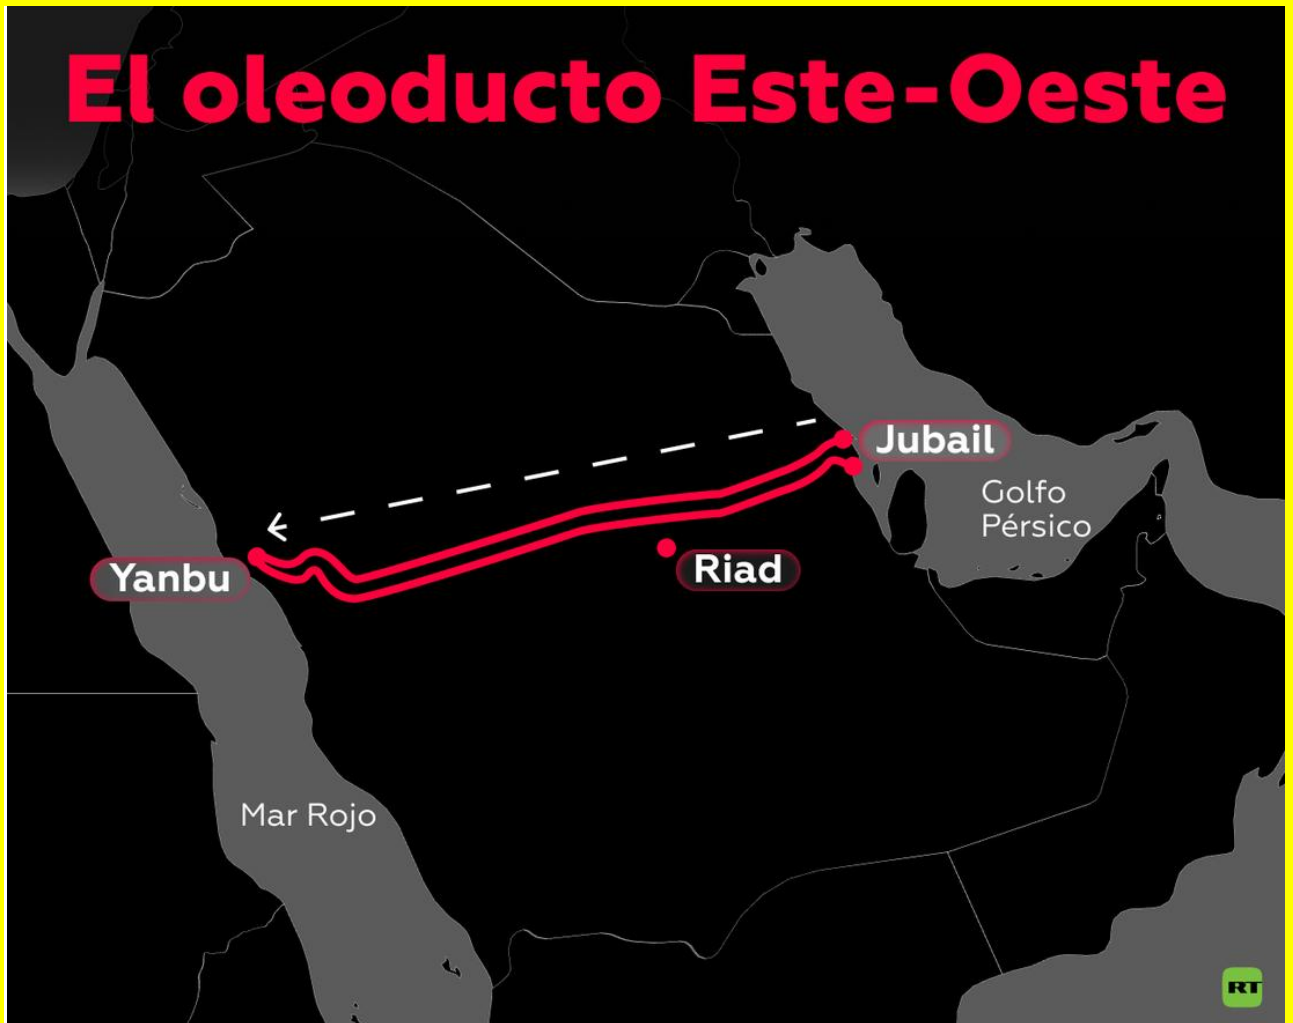 El oleoducto Este-Oeste
Jubail
Golfo
Pérsico
Yanbu
Riad
Mar Rojo
RT